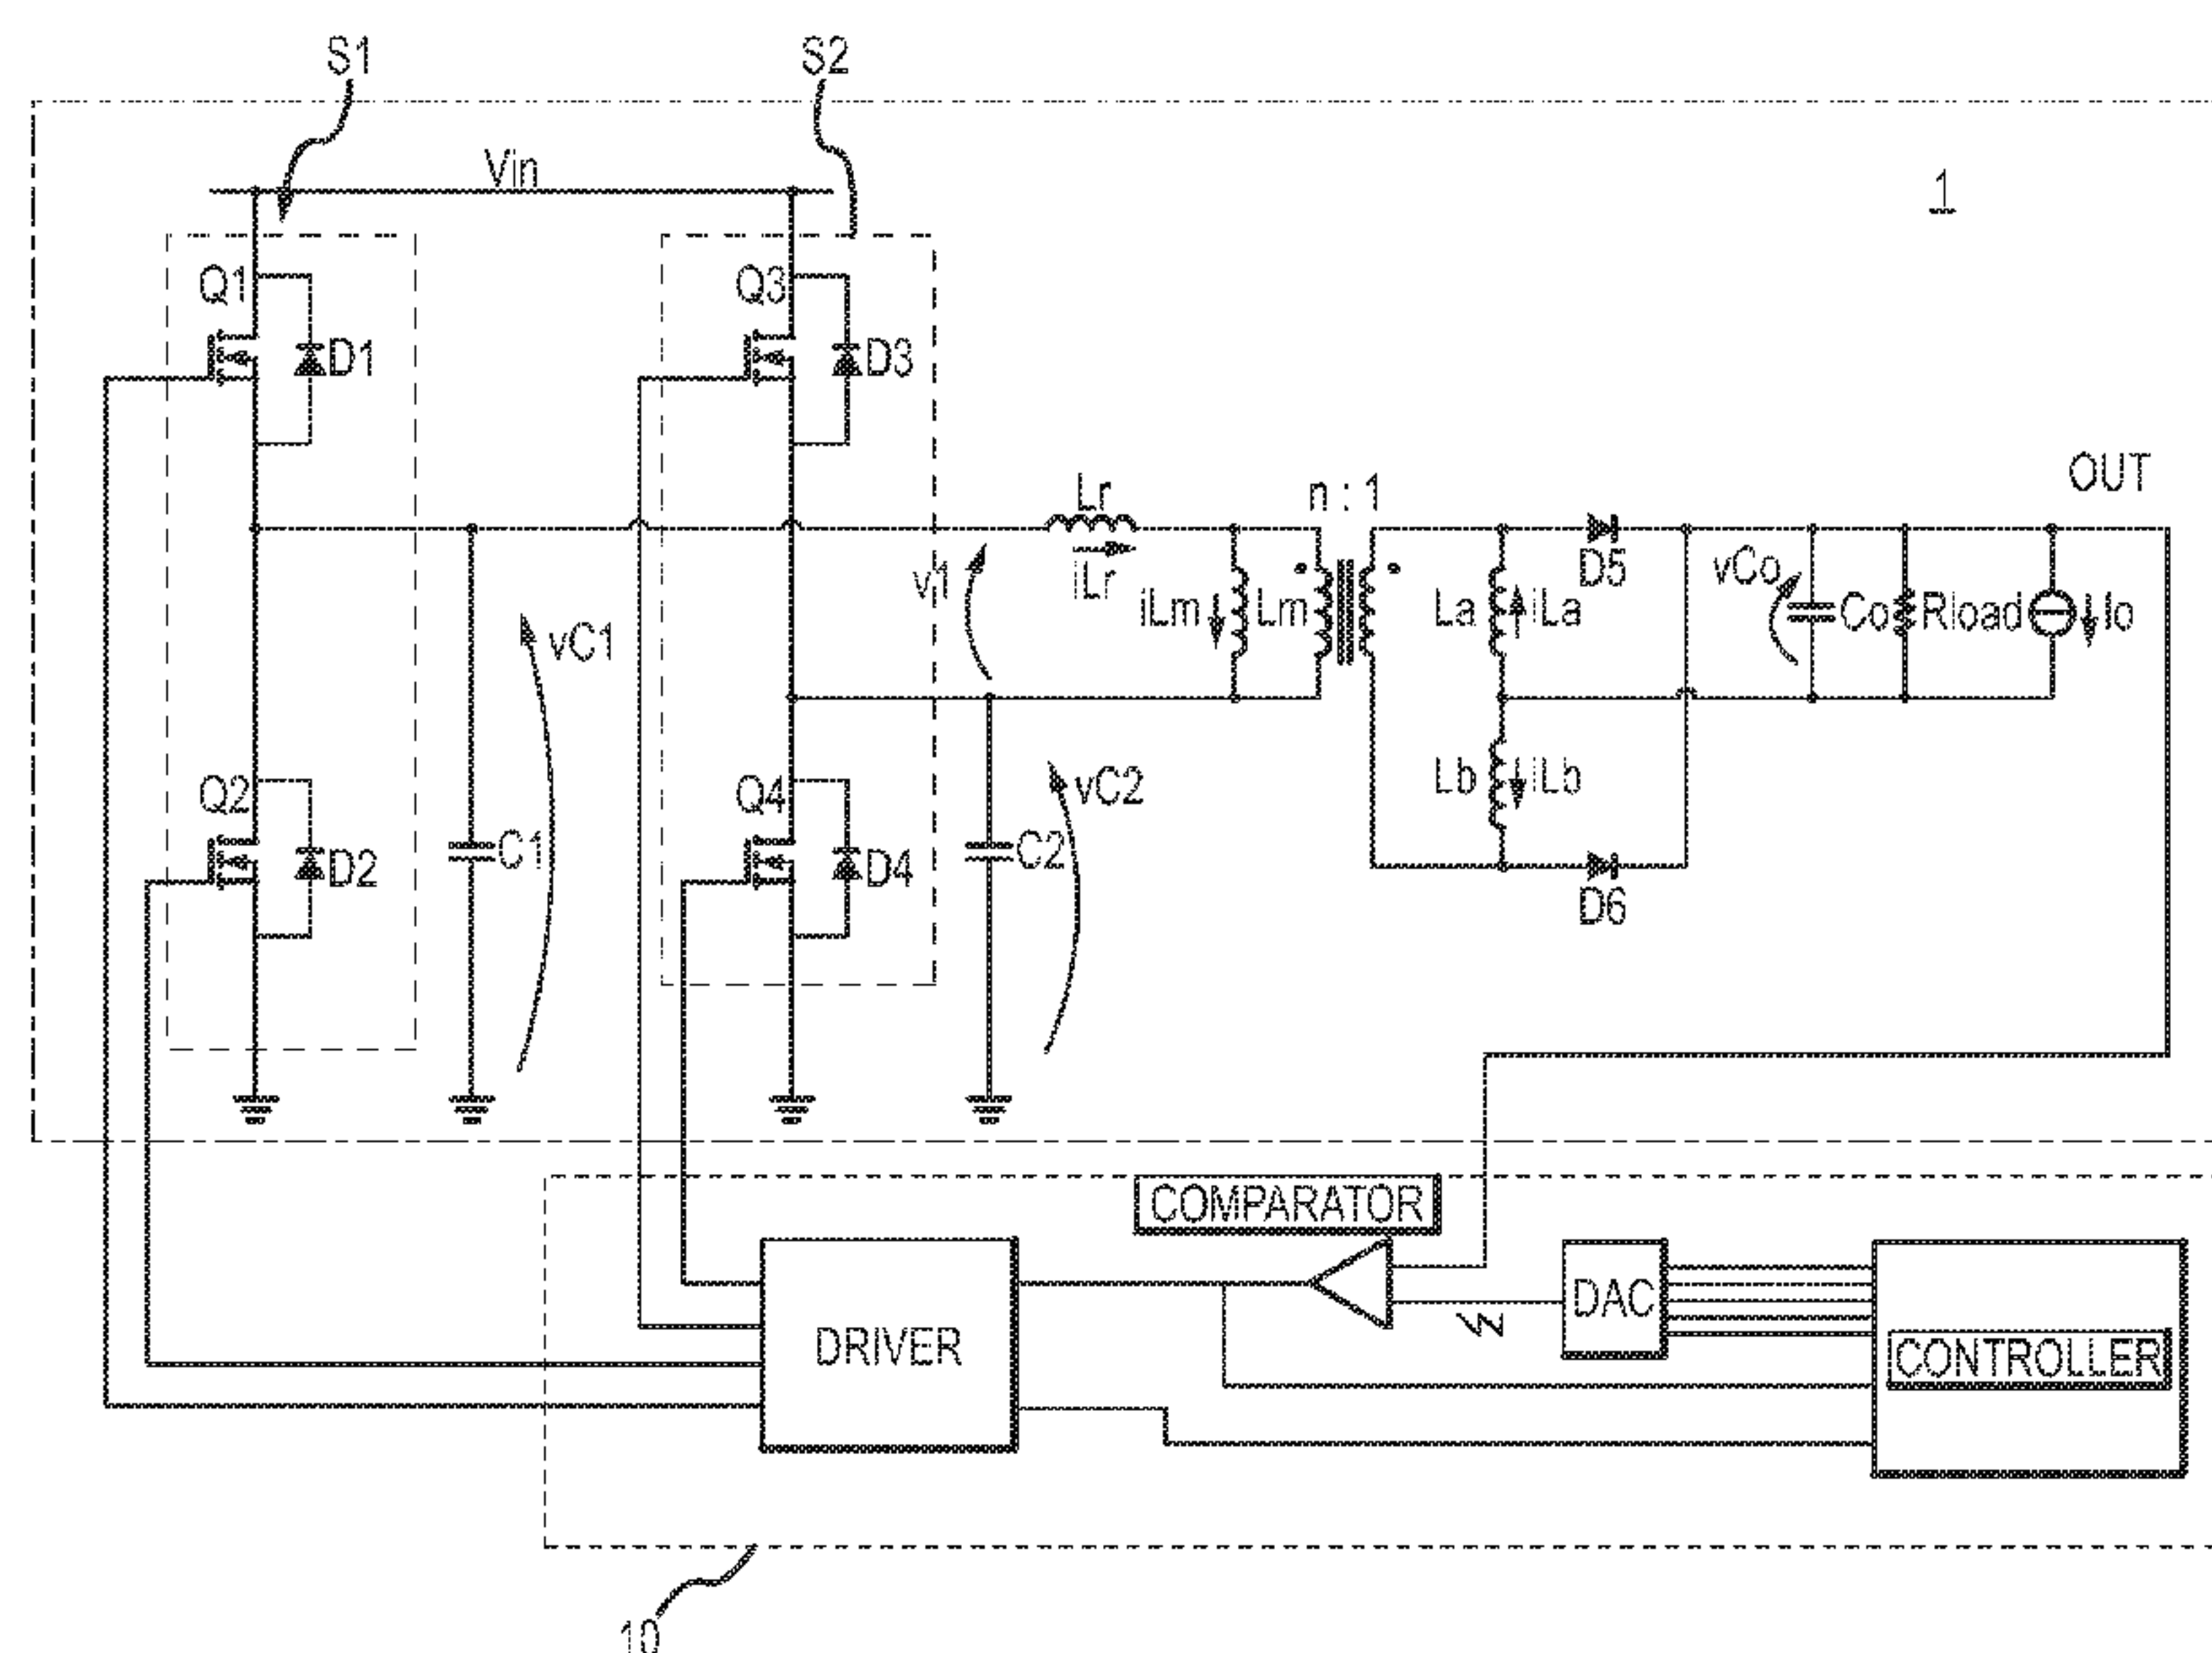 S1
S2
Vin
1
Q1
D1
Q3
D3
OUT
Lr
n : 1
iLr
v1
vC1
iLm
Lm
La
iLa
D5
vCo
Co
Rload
Io
Q2
D2
C1
Q4
D4
C2
vC2
Lb
iLb
D6
COMPARATOR
DRIVER
DAC
CONTROLLER
10